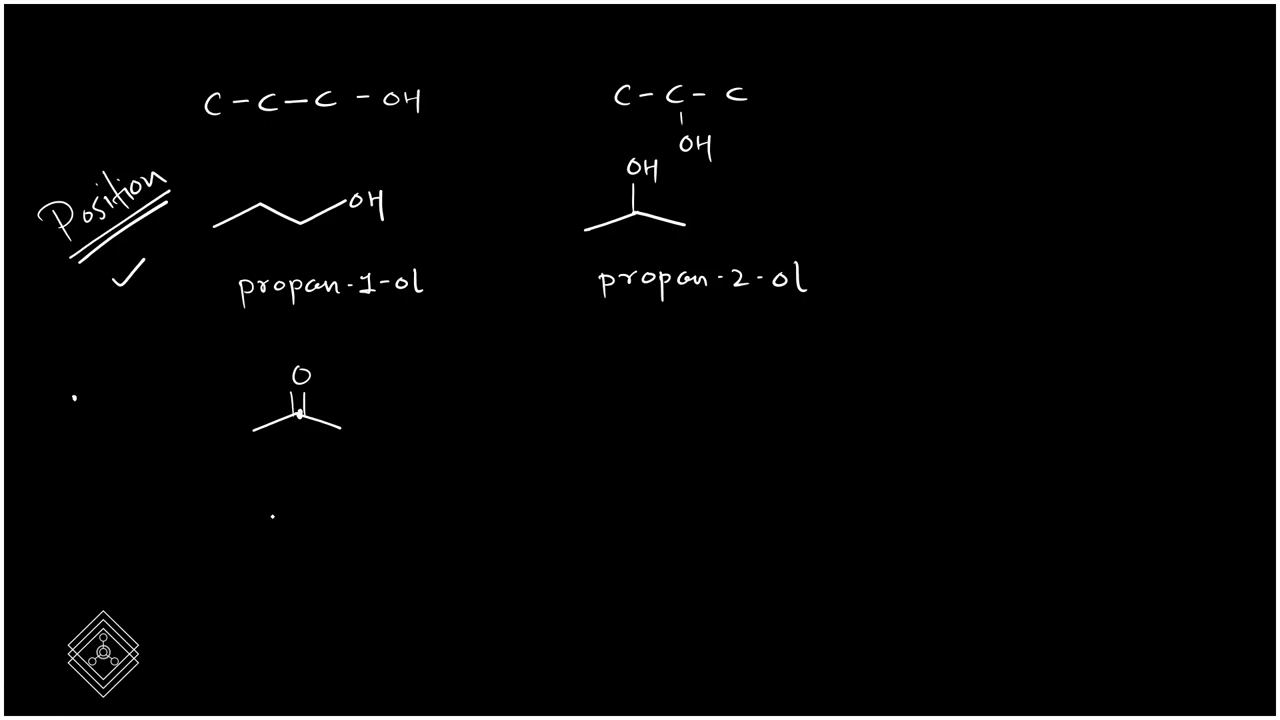 C - C - C - OH
C - C - C
OH
OH
Position
OH
propan-1-ol
propan-2-ol
O